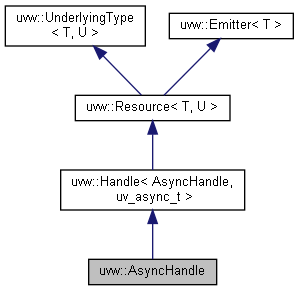 uvw::UnderlyingType
< T, U >
uvw::Emitter< T >
uvw::Resource< T, U >
uvw::Handle< AsyncHandle,
uv_async_t >
uvw::AsyncHandle